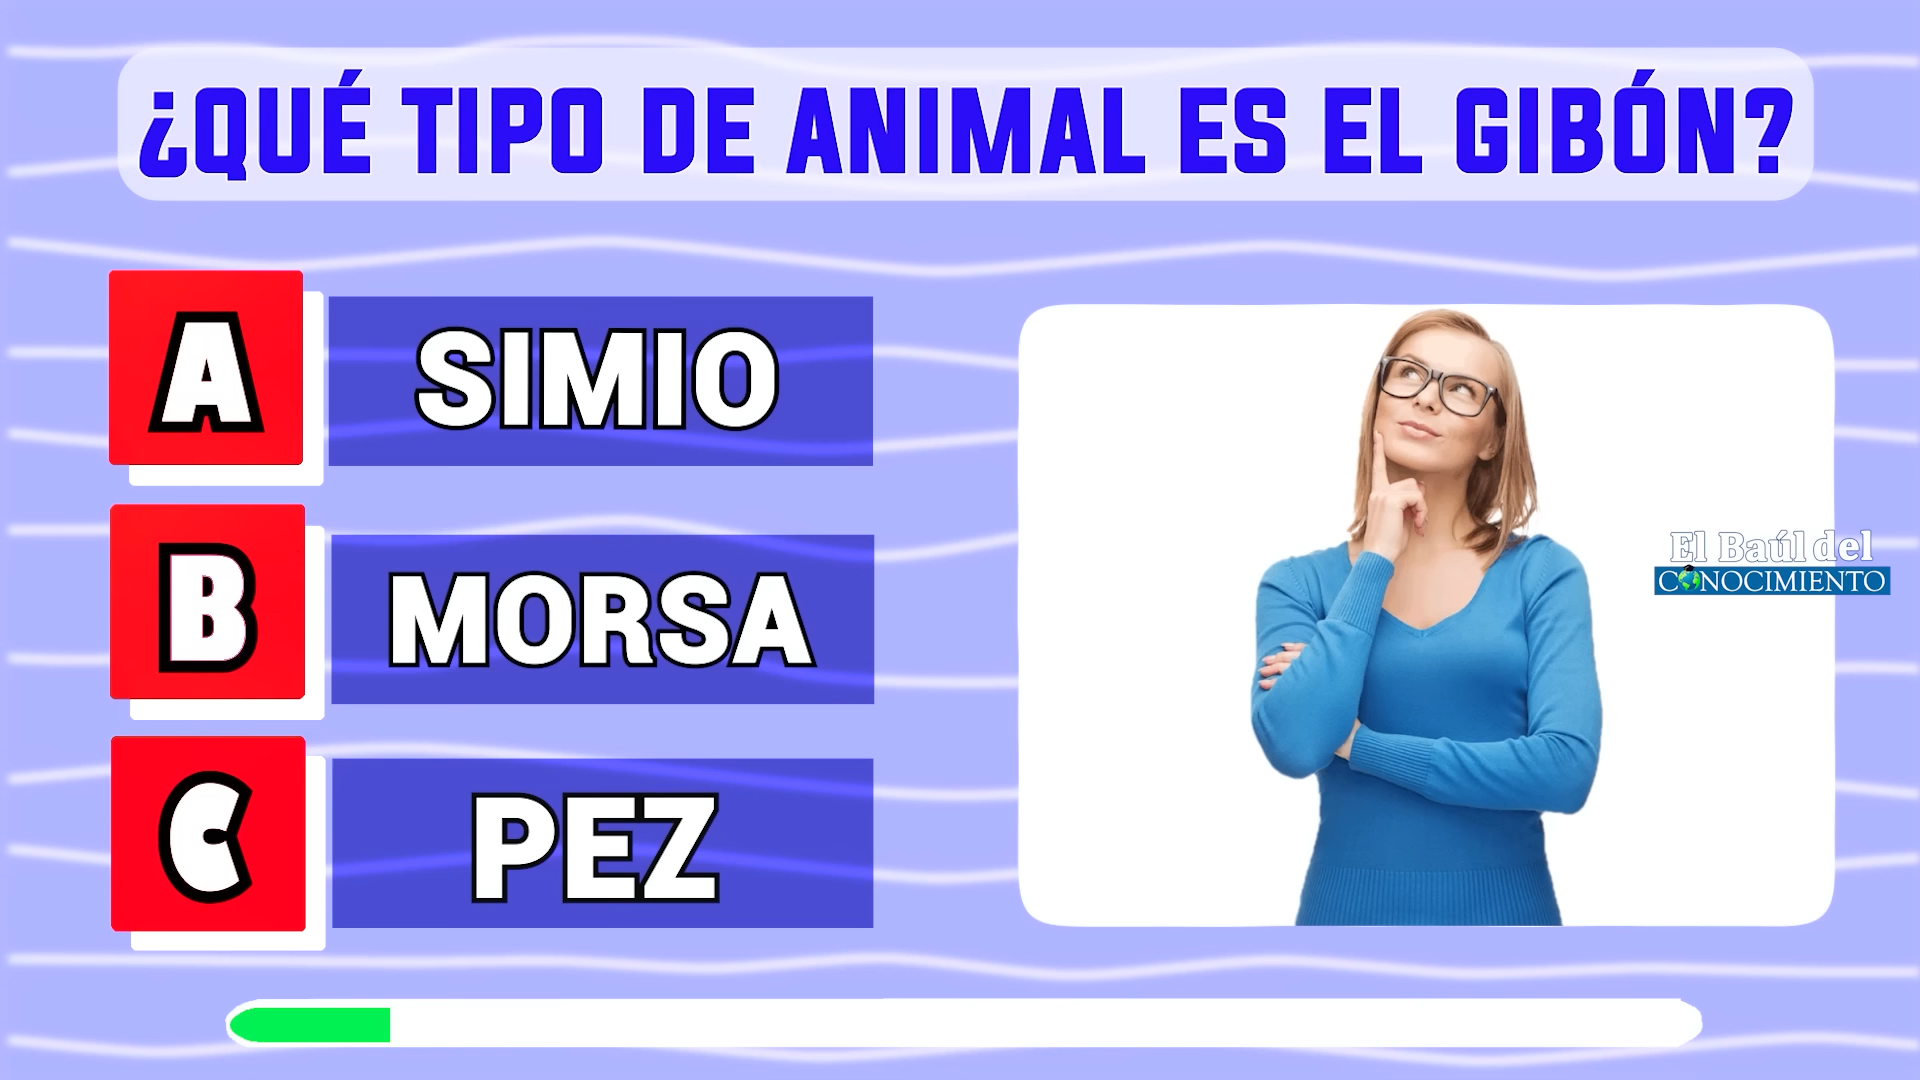 ¿QUÉ TIPO DE ANIMAL ES EL GIBÓN?
A SIMIO
B MORSA
C PEZ
El Baúl del
CONOCIMIENTO